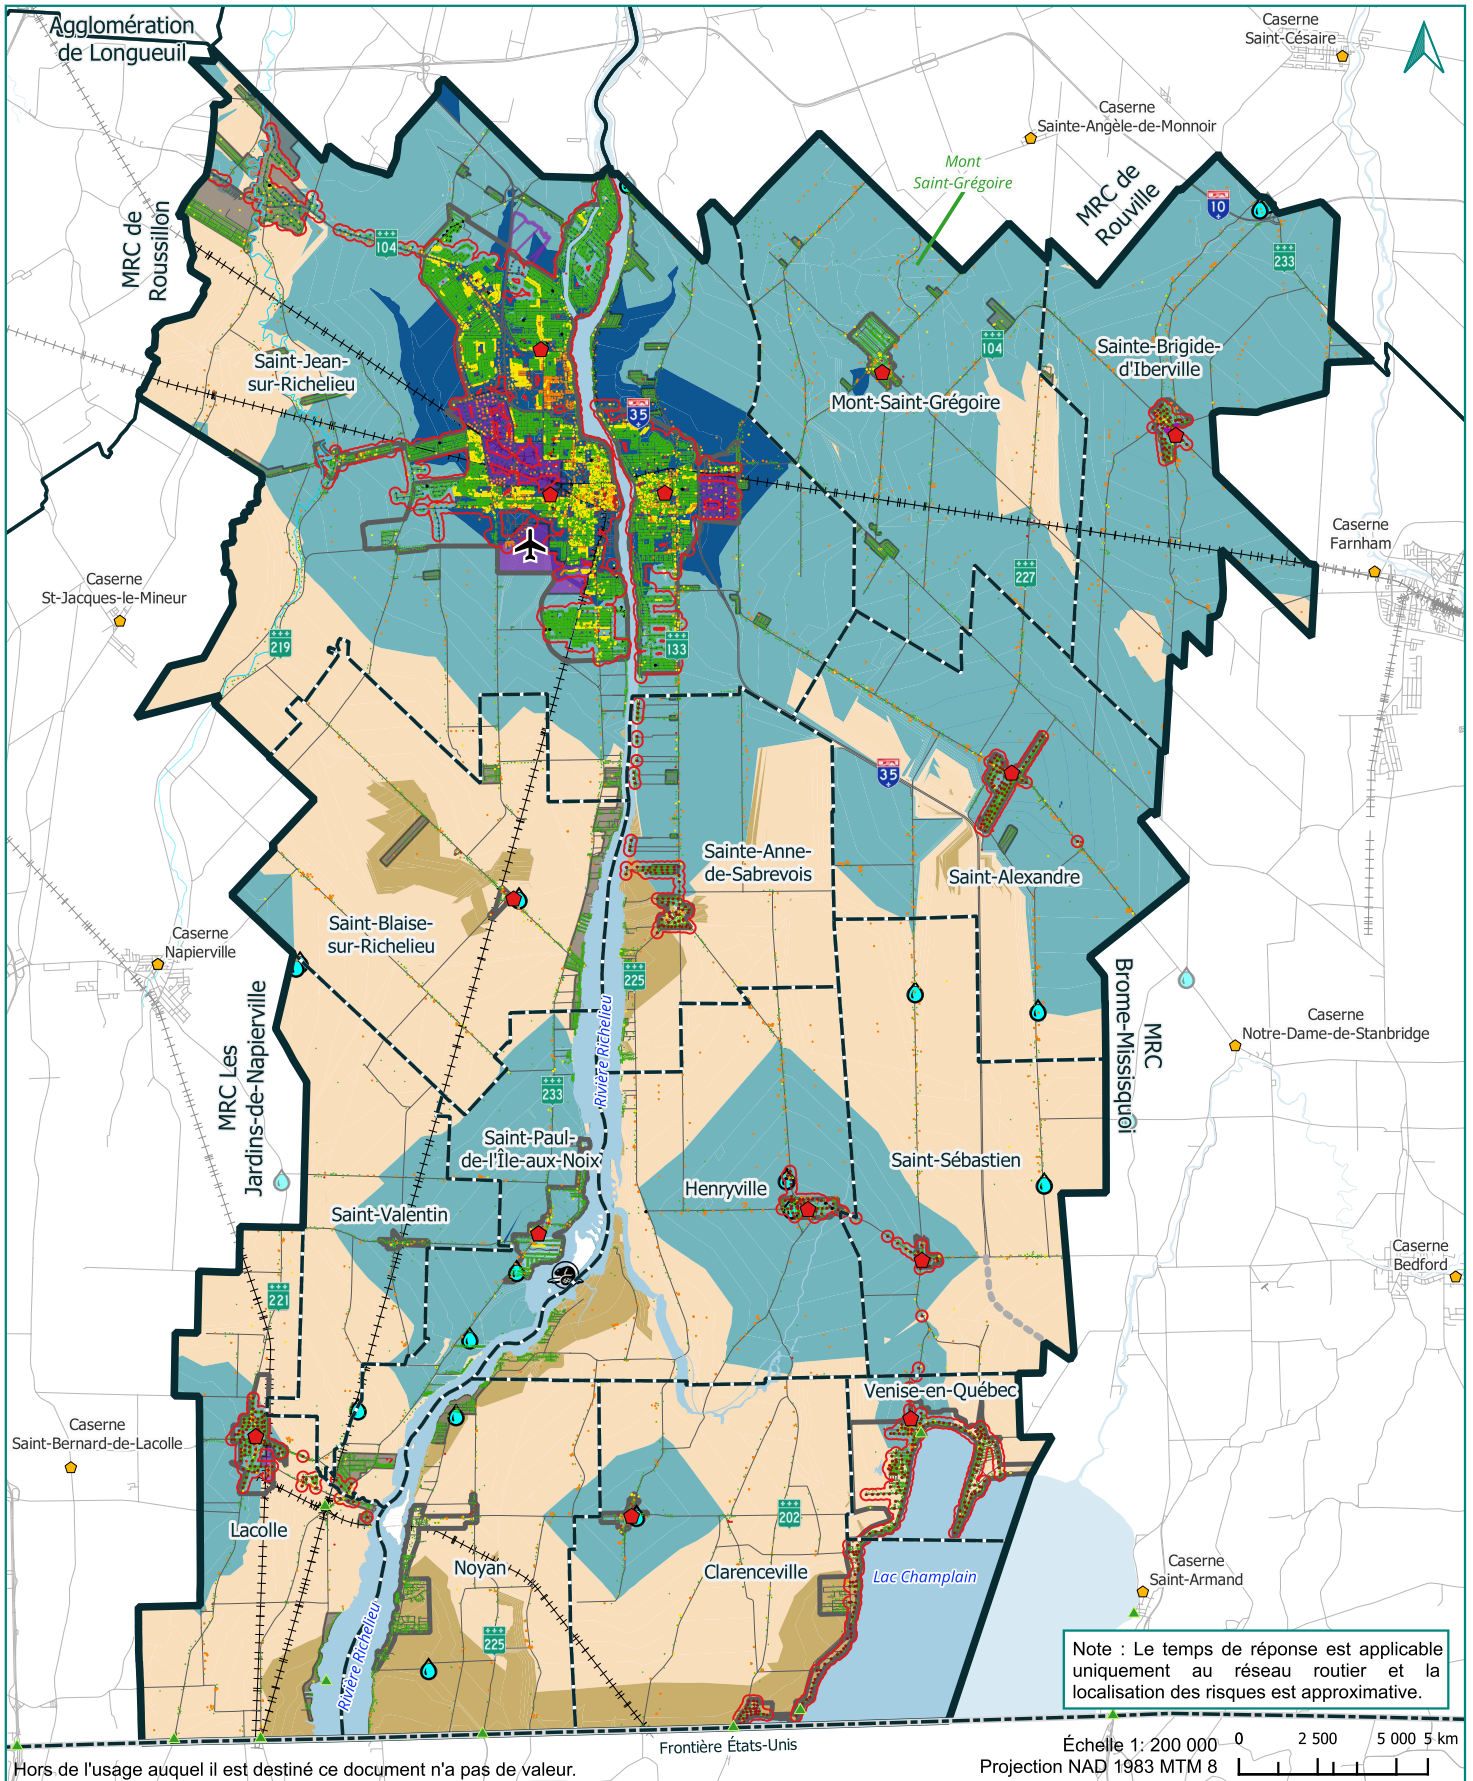 Agglomération
de Longueuil
Caserne
Saint-Césaire
Caserne
Sainte-Angèle-de-Monnoir
Mont
Saint-Grégoire
MRC de
Rouville
10
233
MRC de
Roussillon
104
Saint-Jean-
sur-Richelieu
35
104
Mont-Saint-Grégoire
Sainte-Brigide-
d'Iberville
Caserne
Farnham
Caserne
St-Jacques-le-Mineur
227
219
133
35
Sainte-Anne-
de-Sabrevois
Saint-Alexandre
Saint-Blaise-
sur-Richelieu
Caserne
Napierville
225
MRC Les
Jardins-de-Napierville
Rivière Richelieu
MRC
Brome-Missisquoi
Caserne
Notre-Dame-de-Stanbridge
233
Saint-Paul-
de-l'Île-aux-Noix
Saint-Sébastien
Henryville
Saint-Valentin
Caserne
Bedford
221
Venise-en-Québec
Caserne
Saint-Bernard-de-Lacolle
202
Lacolle
Noyan
Clarenceville
Lac Champlain
Caserne
Saint-Armand
225
Rivière Richelieu
Note : Le temps de réponse est applicable
uniquement au réseau routier et la
localisation des risques est approximative.
Frontière États-Unis
Échelle 1: 200 000
Projection NAD 1983 MTM 8
0 2 500 5 000 5 km
Hors de l'usage auquel il est destiné ce document n'a pas de valeur.